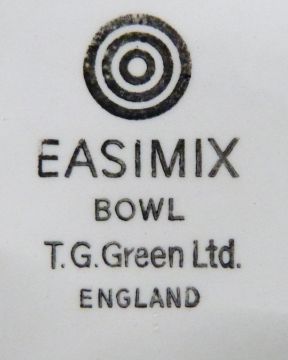 EASIMIX
BOWL
T.G.Green Ltd.
ENGLAND